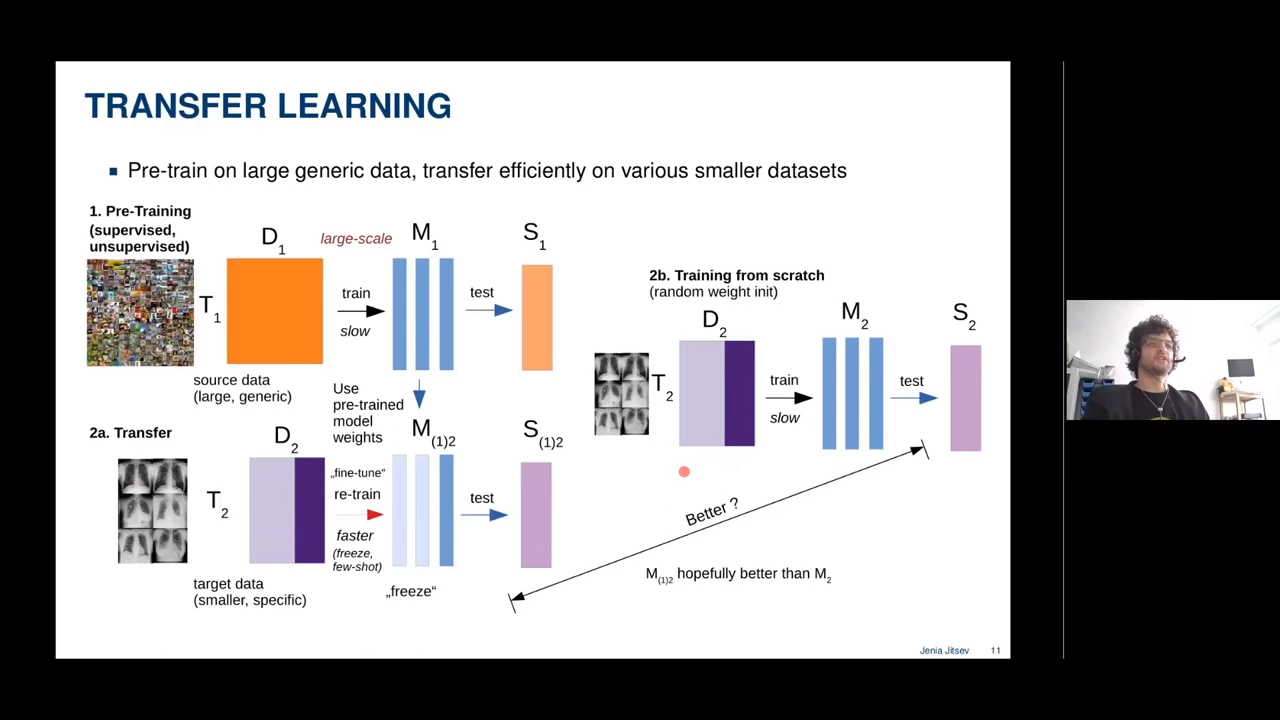 TRANSFER LEARNING
Pre-train on large generic data, transfer efficiently on various smaller datasets
1. Pre-Training
(supervised,
unsupervised)
D1
large-scale
M1
S1
T1
train
slow
test
source data
(large, generic)
Use
pre-trained
model
weights
2a. Transfer
D2
M(1)2
S(1)2
T2
„fine-tune“
re-train
faster
(freeze,
few-shot)
test
„freeze“
target data
(smaller, specific)
2b. Training from scratch
(random weight init)
D2
M2
S2
T2
train
slow
test
Better ?
M(1)2 hopefully better than M2
Jenia Jitsev 11